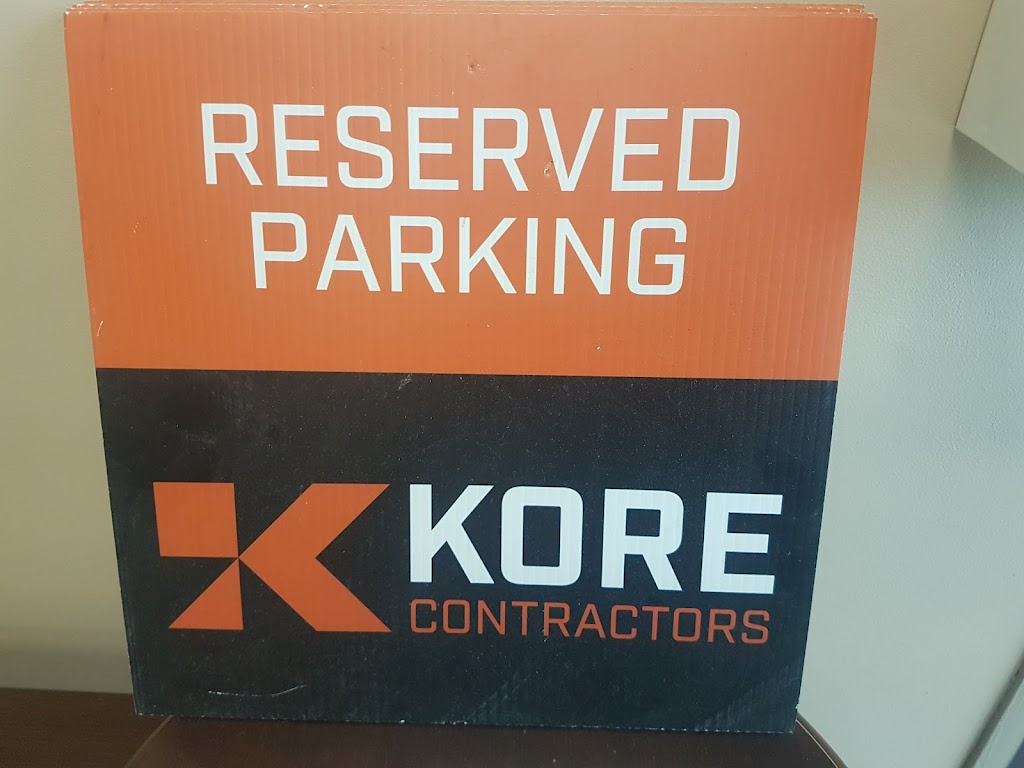 RESERVED
PARKING
KORE
CONTRACTORS